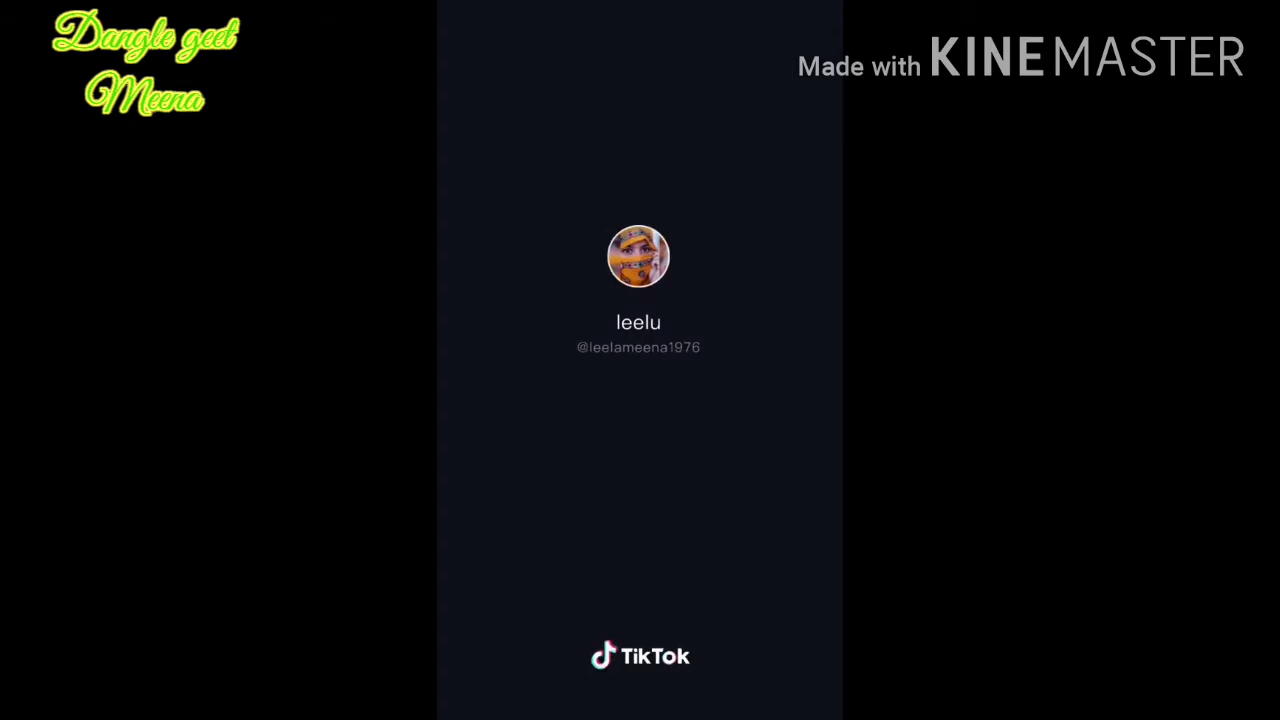 Dangle geet
Meena
Made with KINEMASTER
leelu
@leelameena1976
TikTok